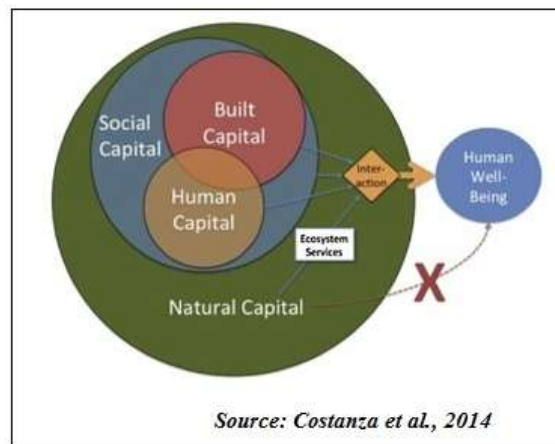 Social
Capital
Built
Capital
Human
Capital
Inter-
action
Human
Well-
Being
Ecosystem
Services
Natural Capital
X
Source: Costanza et al., 2014